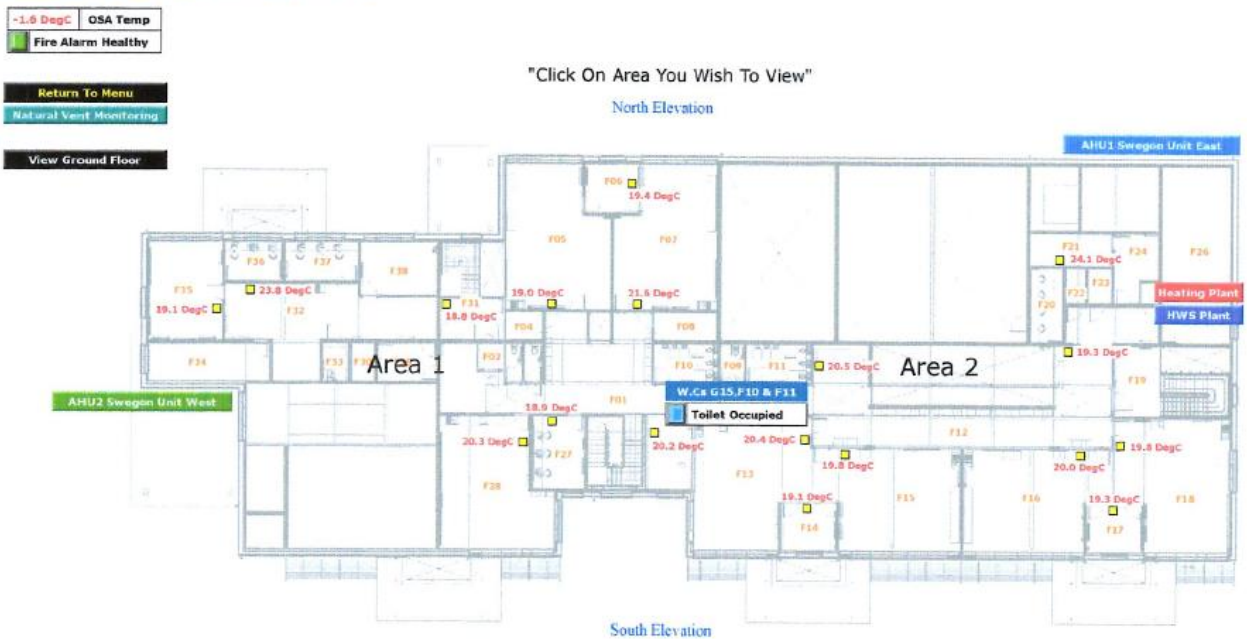 -1.6 DegC OSA Temp
Fire Alarm Healthy
"Click On Area You Wish To View"
Return To Menu
North Elevation
Natural Vent Monitoring
AHU1 Swegon Unit East
View Ground Floor
F06
19.4 DegC
F05
F07
F21
F24
F26
24.1 DegC
F36
F37
F38
F35
23.8 DegC
19.0 DegC
21.6 DegC
F22
F23
F20
Heating Plant
19.1 DegC
F32
F31
18.8 DegC
HWS Plant
F04
F08
19.3 DegC
F02
F34
F33
F30
Area 1
F10
F09
F11
20.5 DegC
Area 2
F19
AHU2 Swegon Unit West
W.Cs G15,F10 & F11
F01
18.9 DegC
Toilet Occupied
F12
20.3 DegC
F27
20.2 DegC
20.4 DegC
19.8 DegC
19.8 DegC
20.0 DegC
F13
F28
19.1 DegC
F15
F16
19.3 DegC
F18
F14
F17
South Elevation